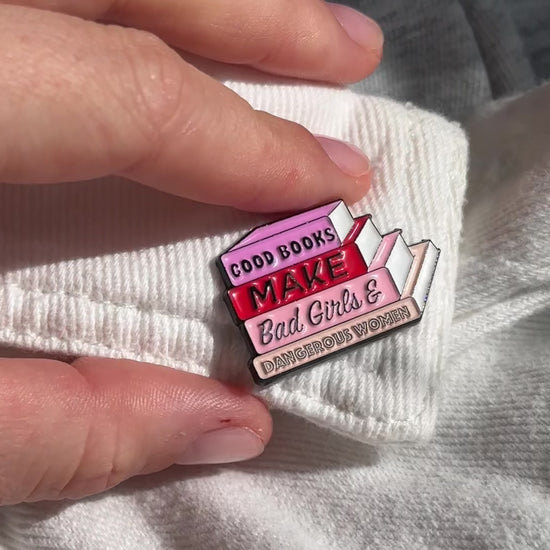 GOOD BOOKS
MAKE
Bad Girls &
DANGEROUS WOMEN